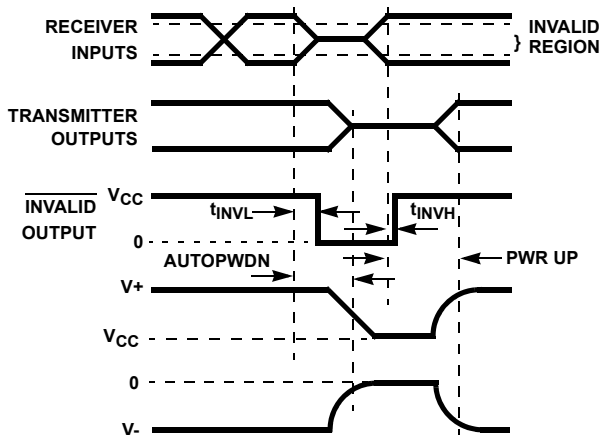 RECEIVER
INPUTS
} INVALID
REGION
TRANSMITTER
OUTPUTS
INVALID
OUTPUT
VCC
0
tINVL
tINVH
AUTOPWDN
PWR UP
V+
VCC
0
V-